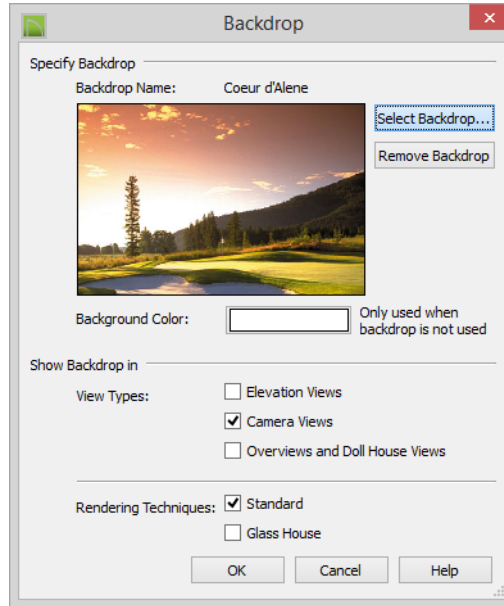 Backdrop
Specify Backdrop
Backdrop Name: Coeur d'Alene
Select Backdrop...
Remove Backdrop
Background Color:
Only used when
backdrop is not used
Show Backdrop in
View Types:
Elevation Views
Camera Views
Overviews and Doll House Views
Rendering Techniques:
Standard
Glass House
OK Cancel Help